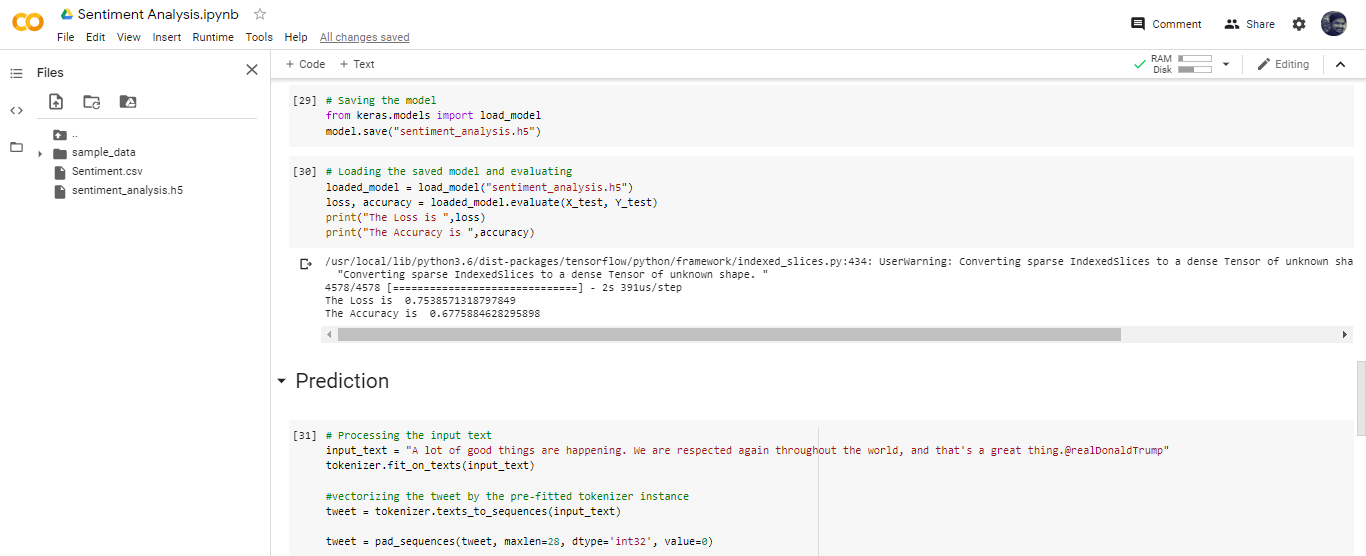 Sentiment Analysis.ipynb
Comment
Share
File Edit View Insert Runtime Tools Help All changes saved
Files
+ Code + Text
RAM
Disk
Editing
..
sample_data
Sentiment.csv
sentiment_analysis.h5
[29] # Saving the model
from keras.models import load_model
model.save("sentiment_analysis.h5")
[30] # Loading the saved model and evaluating
loaded_model = load_model("sentiment_analysis.h5")
loss, accuracy = loaded_model.evaluate(X_test, Y_test)
print("The Loss is ",loss)
print("The Accuracy is ",accuracy)
/usr/local/lib/python3.6/dist-packages/tensorflow/python/framework/indexed_slices.py:434: UserWarning: Converting sparse IndexedSlices to a dense Tensor of unknown sha
"Converting sparse IndexedSlices to a dense Tensor of unknown shape. "
4578/4578 [==============================] - 2s 391us/step
The Loss is  0.7538571318797849
The Accuracy is  0.6775884628295898
Prediction
[31] # Processing the input text
input_text = "A lot of good things are happening. We are respected again throughout the world, and that's a great thing.@realDonaldTrump"
tokenizer.fit_on_texts(input_text)
#vectorizing the tweet by the pre-fitted tokenizer instance
tweet = tokenizer.texts_to_sequences(input_text)
tweet = pad_sequences(tweet, maxlen=28, dtype='int32', value=0)